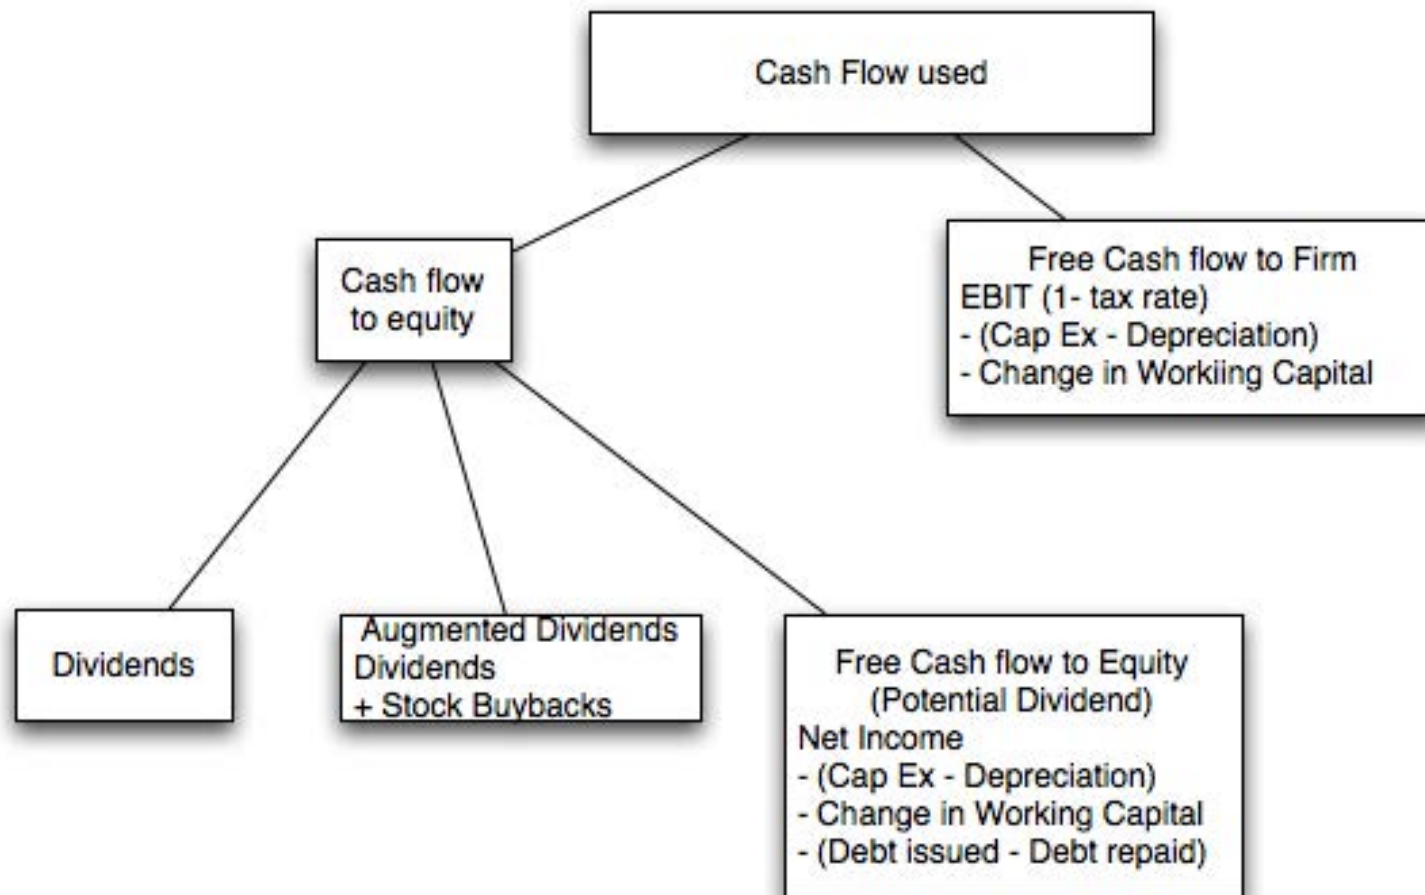 Cash Flow used
Cash flow
to equity
Free Cash flow to Firm
EBIT (1- tax rate)
- (Cap Ex - Depreciation)
- Change in Workiing Capital
Dividends
Augmented Dividends
Dividends
+ Stock Buybacks
Free Cash flow to Equity
(Potential Dividend)
Net Income
- (Cap Ex - Depreciation)
- Change in Working Capital
- (Debt issued - Debt repaid)